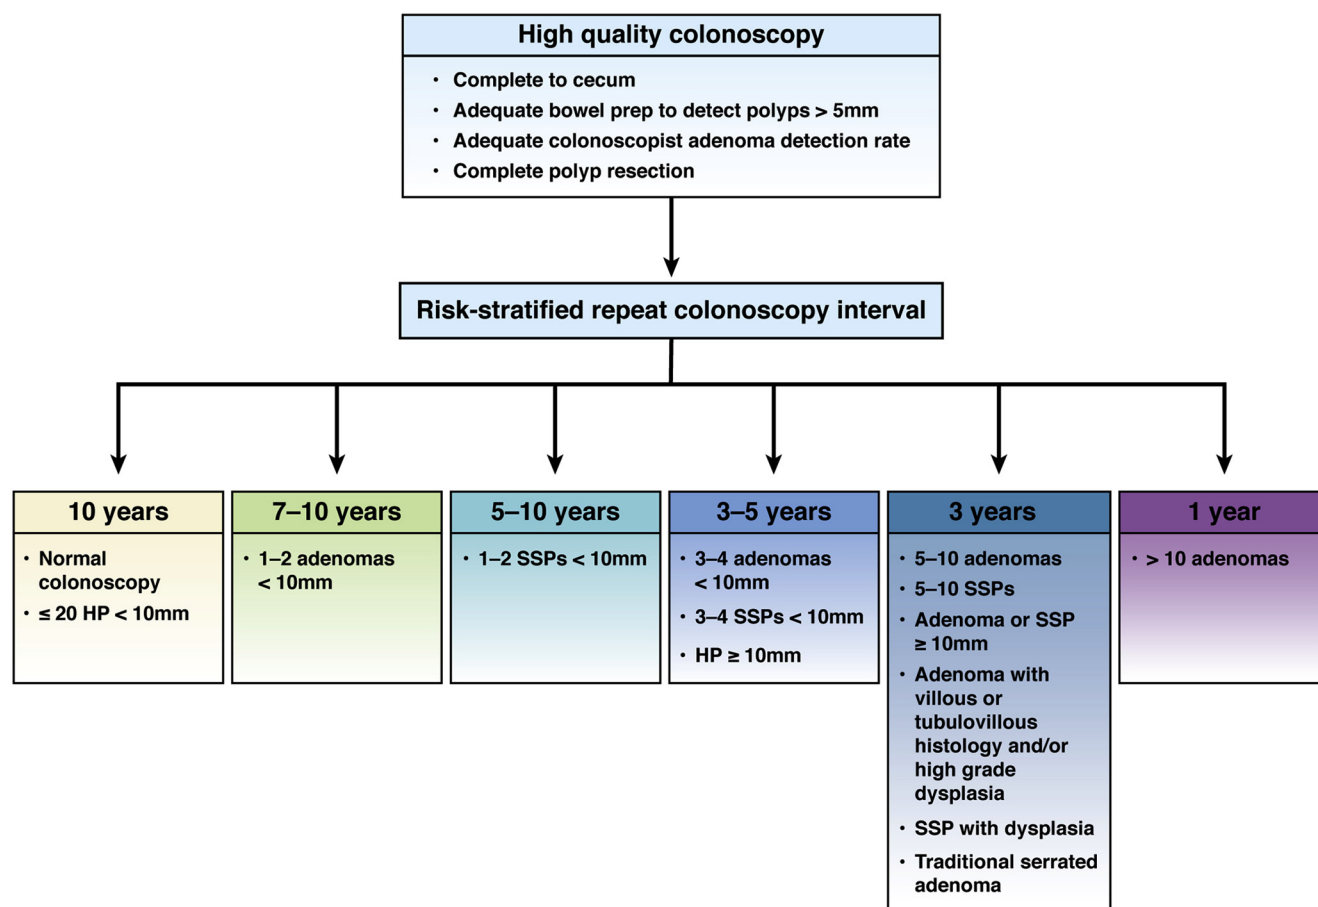 High quality colonoscopy
• Complete to cecum
• Adequate bowel prep to detect polyps > 5mm
• Adequate colonoscopist adenoma detection rate
• Complete polyp resection
Risk-stratified repeat colonoscopy interval
10 years
• Normal
colonoscopy
• ≤ 20 HP < 10mm
7–10 years
• 1–2 adenomas
< 10mm
5–10 years
• 1–2 SSPs < 10mm
3–5 years
• 3–4 adenomas
< 10mm
• 3–4 SSPs < 10mm
• HP ≥ 10mm
3 years
• 5–10 adenomas
• 5–10 SSPs
• Adenoma or SSP
≥ 10mm
• Adenoma with
villous or
tubulovillous
histology and/or
high grade
dysplasia
• SSP with dysplasia
• Traditional serrated
adenoma
1 year
• > 10 adenomas